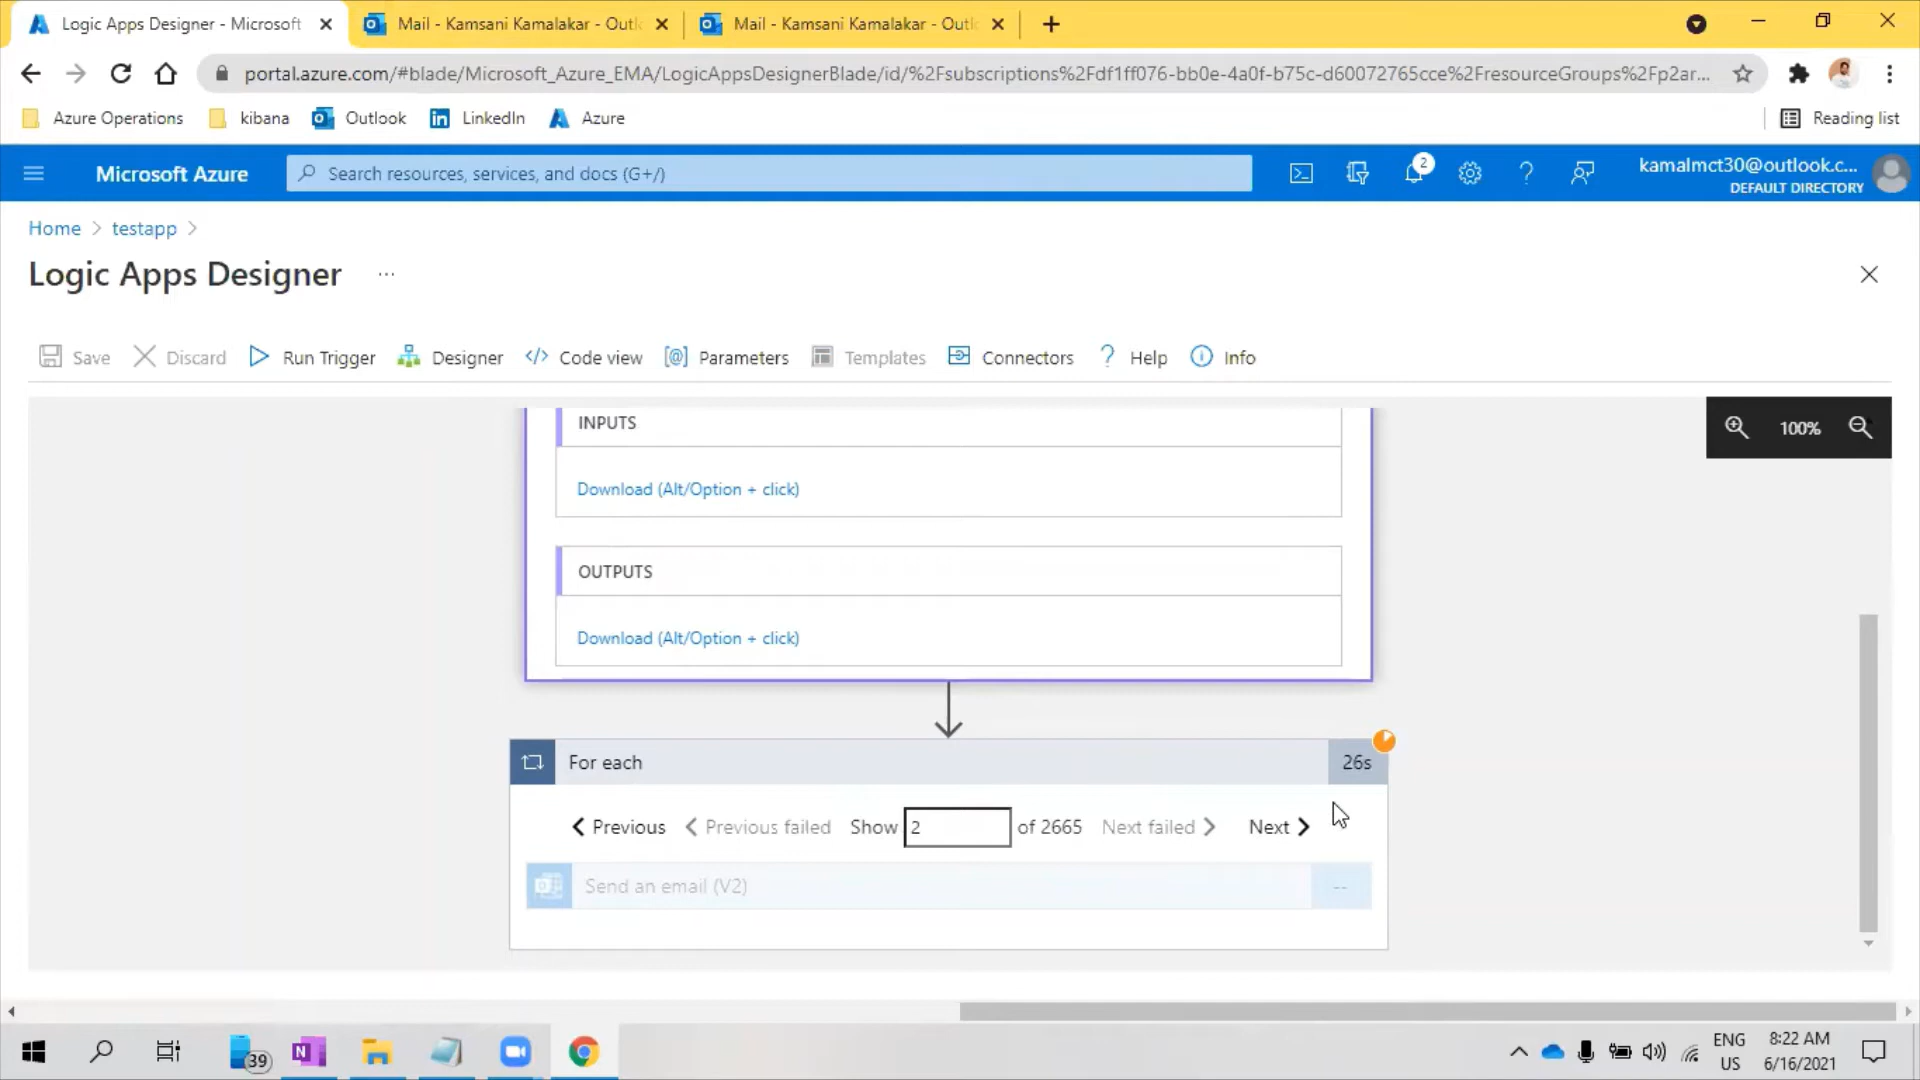 Logic Apps Designer - Microsoft
Mail - Kamsani Kamalakar - Outl
Mail - Kamsani Kamalakar - Outl
portal.azure.com/#blade/Microsoft_Azure_EMA/LogicAppsDesignerBlade/id/%2Fsubscriptions%2Fdf1ff076-bb0e-4a0f-b75c-d60072765cce%2FresourceGroups%2Fp2ar...
Azure Operations kibana Outlook LinkedIn Azure Reading list
Microsoft Azure Search resources, services, and docs (G+/) 2 kamalmct30@outlook.c...
DEFAULT DIRECTORY
Home > testapp >
Logic Apps Designer ...
Save Discard Run Trigger Designer Code view Parameters Templates Connectors Help Info
100%
INPUTS
Download (Alt/Option + click)
OUTPUTS
Download (Alt/Option + click)
For each 26s
Previous Previous failed Show 2 of 2665 Next failed Next
Send an email (V2) --
39
ENG 8:22 AM
US 6/16/2021